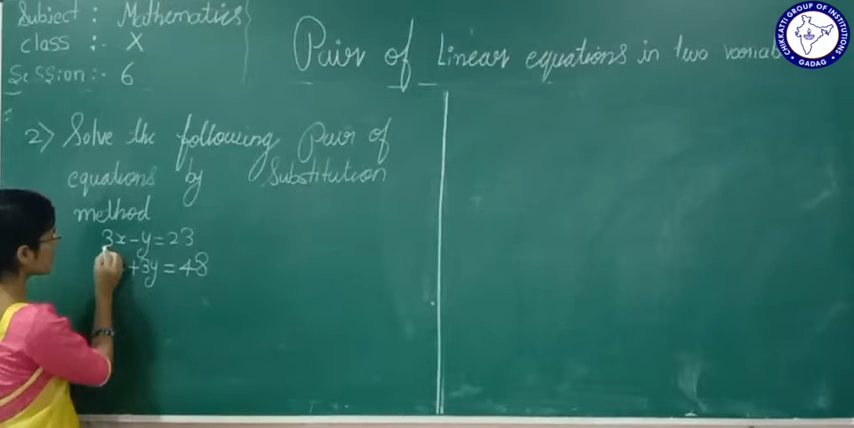 Subject : Mathematics
Class :- X
Session :- 6
Pair of Linear equations in two
CHIKKATTI GROUP OF INSTITUTIONS
GADAG
2) Solve the following Pair of
equations by Substitution
method
3x-y=23
+3y=48